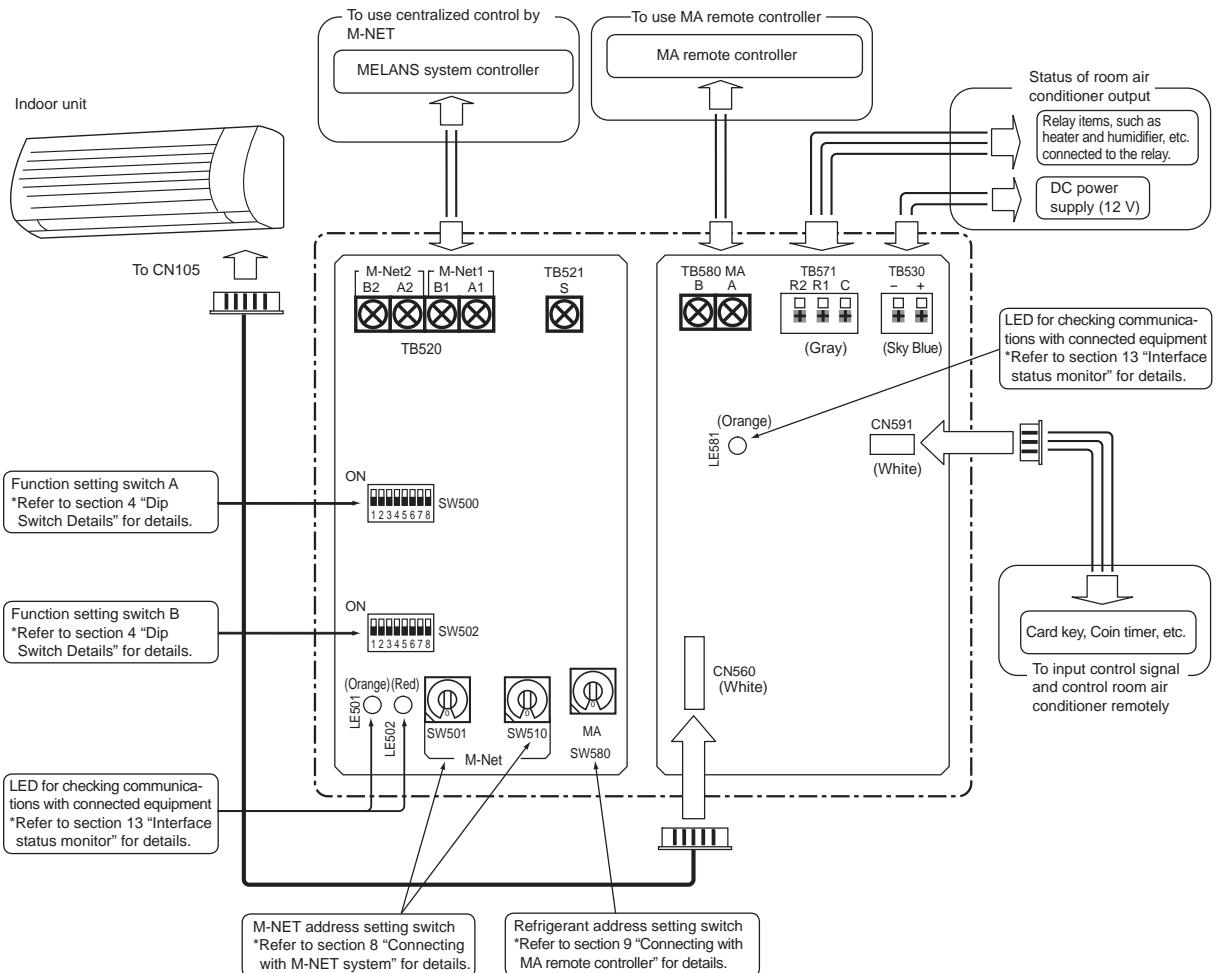 To use centralized control by
M-NET
MELANS system controller
To use MA remote controller
MA remote controller
Status of room air
conditioner output
Relay items, such as
heater and humidifier, etc.
connected to the relay.
DC power
supply (12 V)
Indoor unit
To CN105
M-Net2 M-Net1
B2 A2 B1 A1
TB520
TB521
S
TB580 MA
B A
TB571
R2 R1 C
(Gray)
TB530
– +
(Sky Blue)
LED for checking communica-
tions with connected equipment
*Refer to section 13 “Interface
status monitor” for details.
(Orange)
LE581
CN591
(White)
Function setting switch A
*Refer to section 4 “Dip
Switch Details” for details.
ON
1 2 3 4 5 6 7 8
SW500
Function setting switch B
*Refer to section 4 “Dip
Switch Details” for details.
ON
1 2 3 4 5 6 7 8
SW502
Card key, Coin timer, etc.
To input control signal
and control room air
conditioner remotely
CN560
(White)
(Orange) (Red)
LE501
LE502
0
SW501
0
SW510
M-Net
0
MA
SW580
LED for checking communica-
tions with connected equipment
*Refer to section 13 “Interface
status monitor” for details.
M-NET address setting switch
*Refer to section 8 “Connecting
with M-NET system” for details.
Refrigerant address setting switch
*Refer to section 9 “Connecting with
MA remote controller” for details.